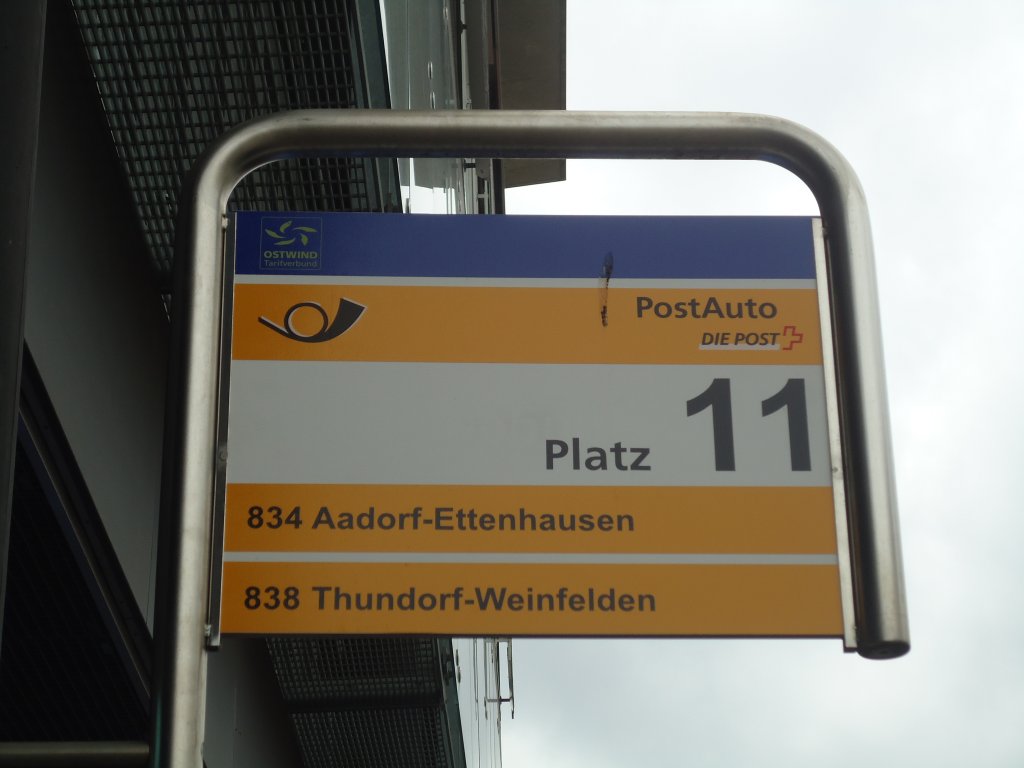 OSTWIND
Tarifverbund
PostAuto
DIE POST
Platz 11
834 Aadorf-Ettenhausen
838 Thundorf-Weinfelden